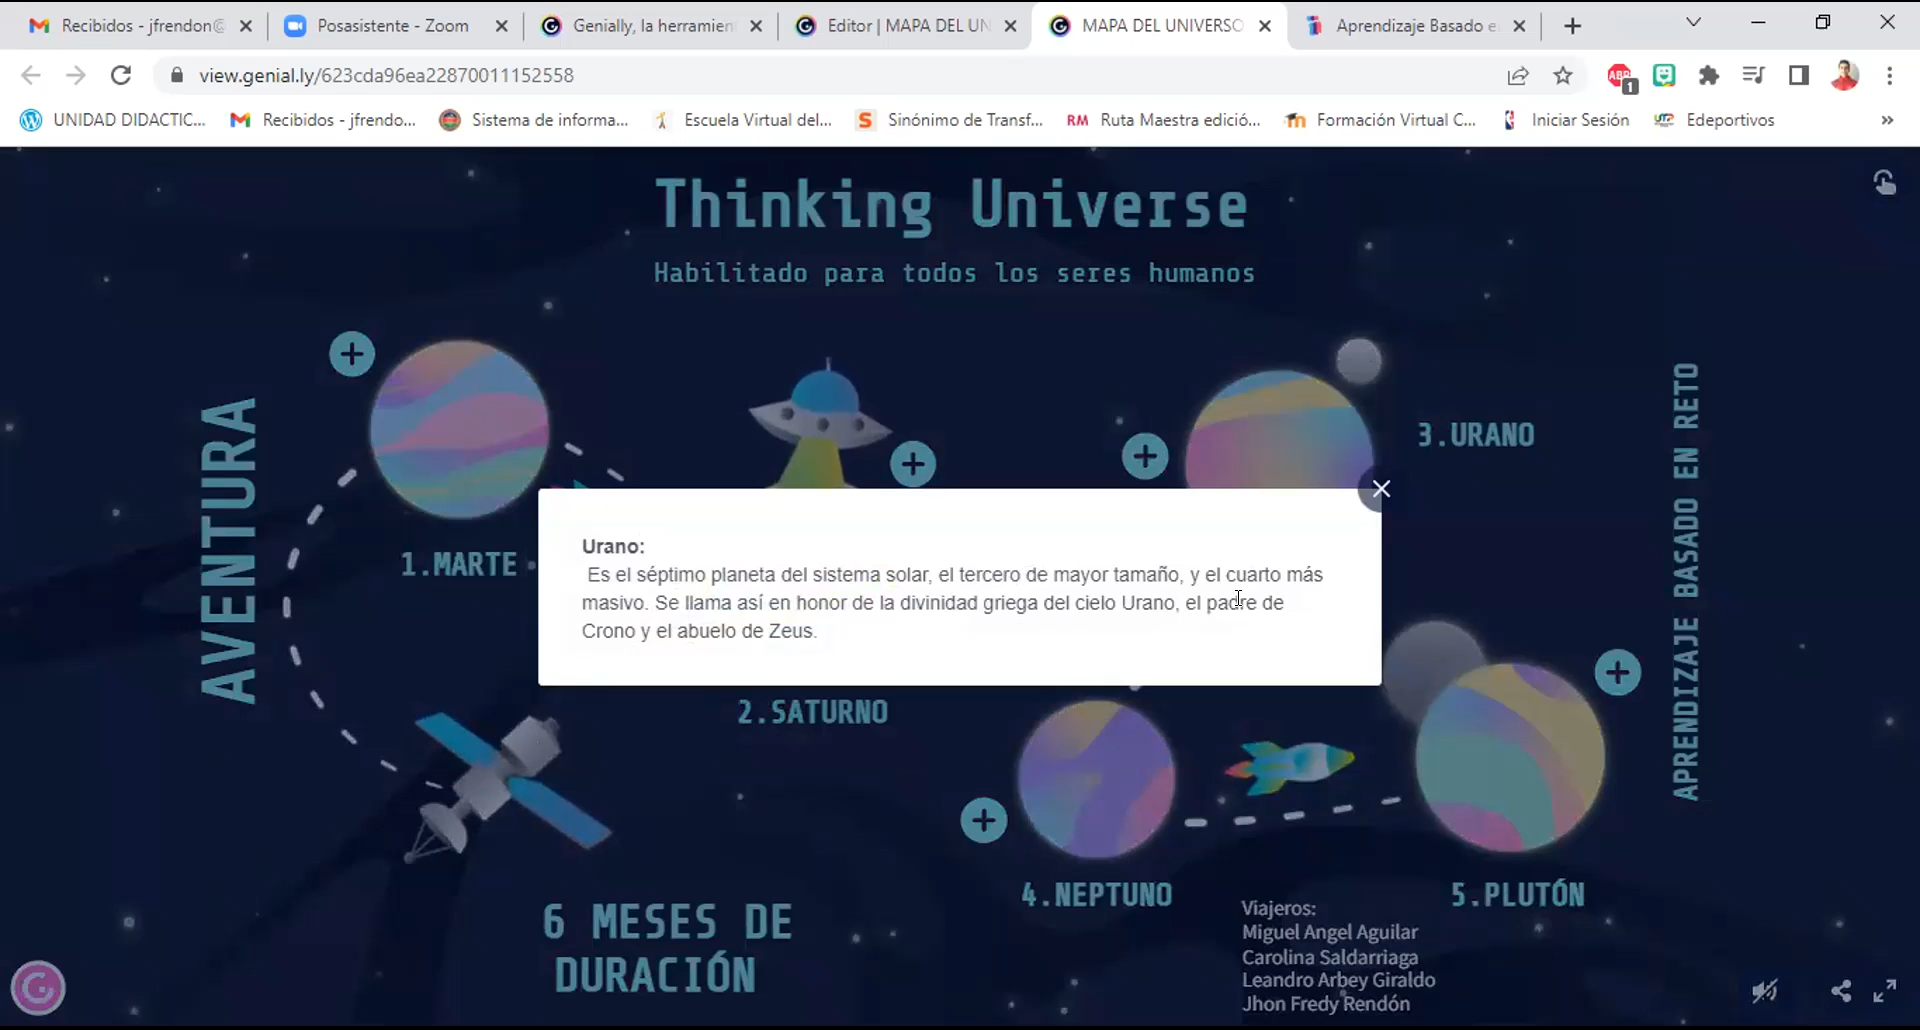 Recibidos - jfrendon@
Posasistente - Zoom
Genially, la herramien
Editor | MAPA DEL UN
MAPA DEL UNIVERSO
Aprendizaje Basado e
view.genial.ly/623cda96ea22870011152558
ABP
1
UNIDAD DIDACTIC...
Recibidos - jfrendo...
Sistema de informa...
Escuela Virtual del...
S
Sinónimo de Transf...
RM
Ruta Maestra edició...
Formación Virtual C...
Iniciar Sesión
Edeportivos
Thinking Universe
Habilitado para todos los seres humanos
AVENTURA
1.MARTE
2.SATURNO
3.URANO
APRENDIZAJE BASADO EN RETO
Urano:
Es el séptimo planeta del sistema solar, el tercero de mayor tamaño, y el cuarto más
masivo. Se llama así en honor de la divinidad griega del cielo Urano, el padre de
Crono y el abuelo de Zeus.
4.NEPTUNO
5.PLUTÓN
6 MESES DE
DURACIÓN
Viajeros:
Miguel Angel Aguilar
Carolina Saldarriaga
Leandro Arbey Giraldo
Jhon Fredy Rendón